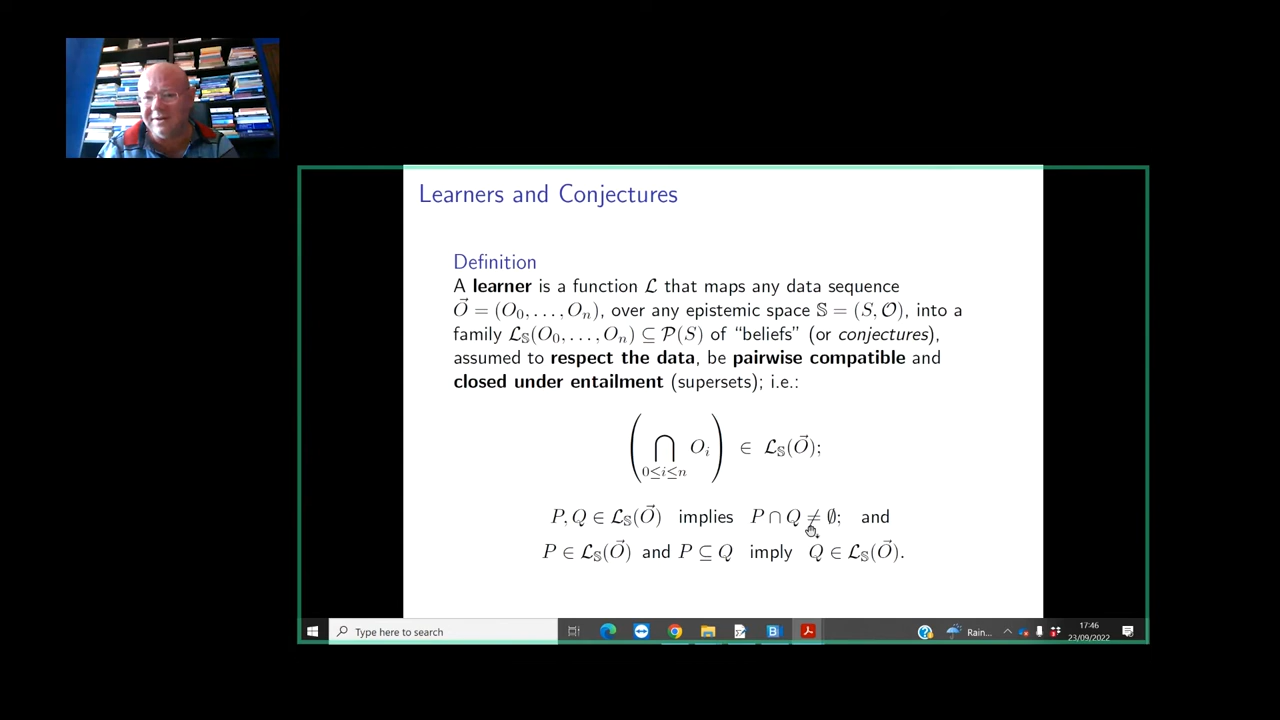 Learners and Conjectures
Definition
A learner is a function ℒ that maps any data sequence
O⃗ = (O₀, . . . , Oₙ), over any epistemic space 𝕊 = (S, 𝒪), into a
family ℒ_𝕊(O₀, . . . , Oₙ) ⊆ 𝒫(S) of “beliefs” (or conjectures),
assumed to respect the data, be pairwise compatible and
closed under entailment (supersets); i.e.:
( ⋂_{0≤i≤n} Oᵢ ) ∈ ℒ_𝕊(O⃗);
P, Q ∈ ℒ_𝕊(O⃗) implies P ∩ Q ≠ ∅; and
P ∈ ℒ_𝕊(O⃗) and P ⊆ Q imply Q ∈ ℒ_𝕊(O⃗).
Type here to search
Rain...
17:46
23/09/2022